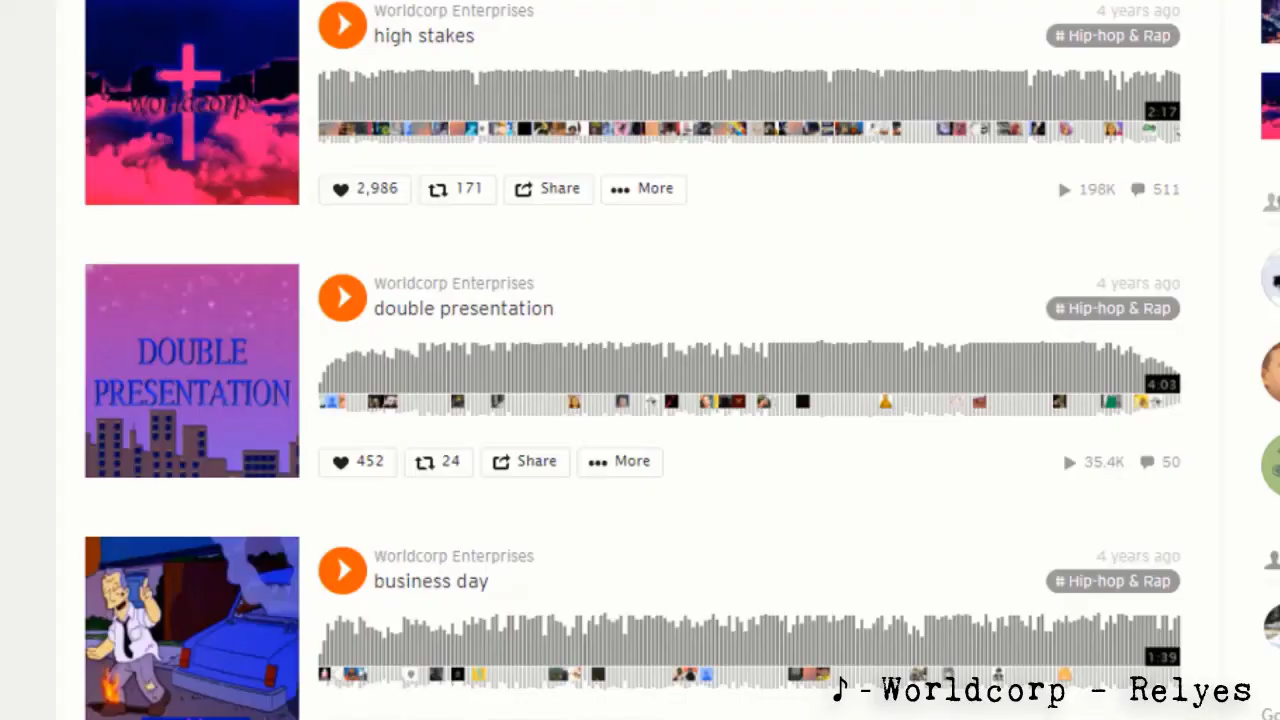 Worldcorp Enterprises
4 years ago
high stakes
# Hip-hop & Rap
worldcorp
2:17
2,986
171
Share
More
198K
511
Worldcorp Enterprises
4 years ago
double presentation
# Hip-hop & Rap
DOUBLE
PRESENTATION
4:03
452
24
Share
More
35.4K
50
Worldcorp Enterprises
4 years ago
business day
# Hip-hop & Rap
1:39
♪ - Worldcorp - Relyes